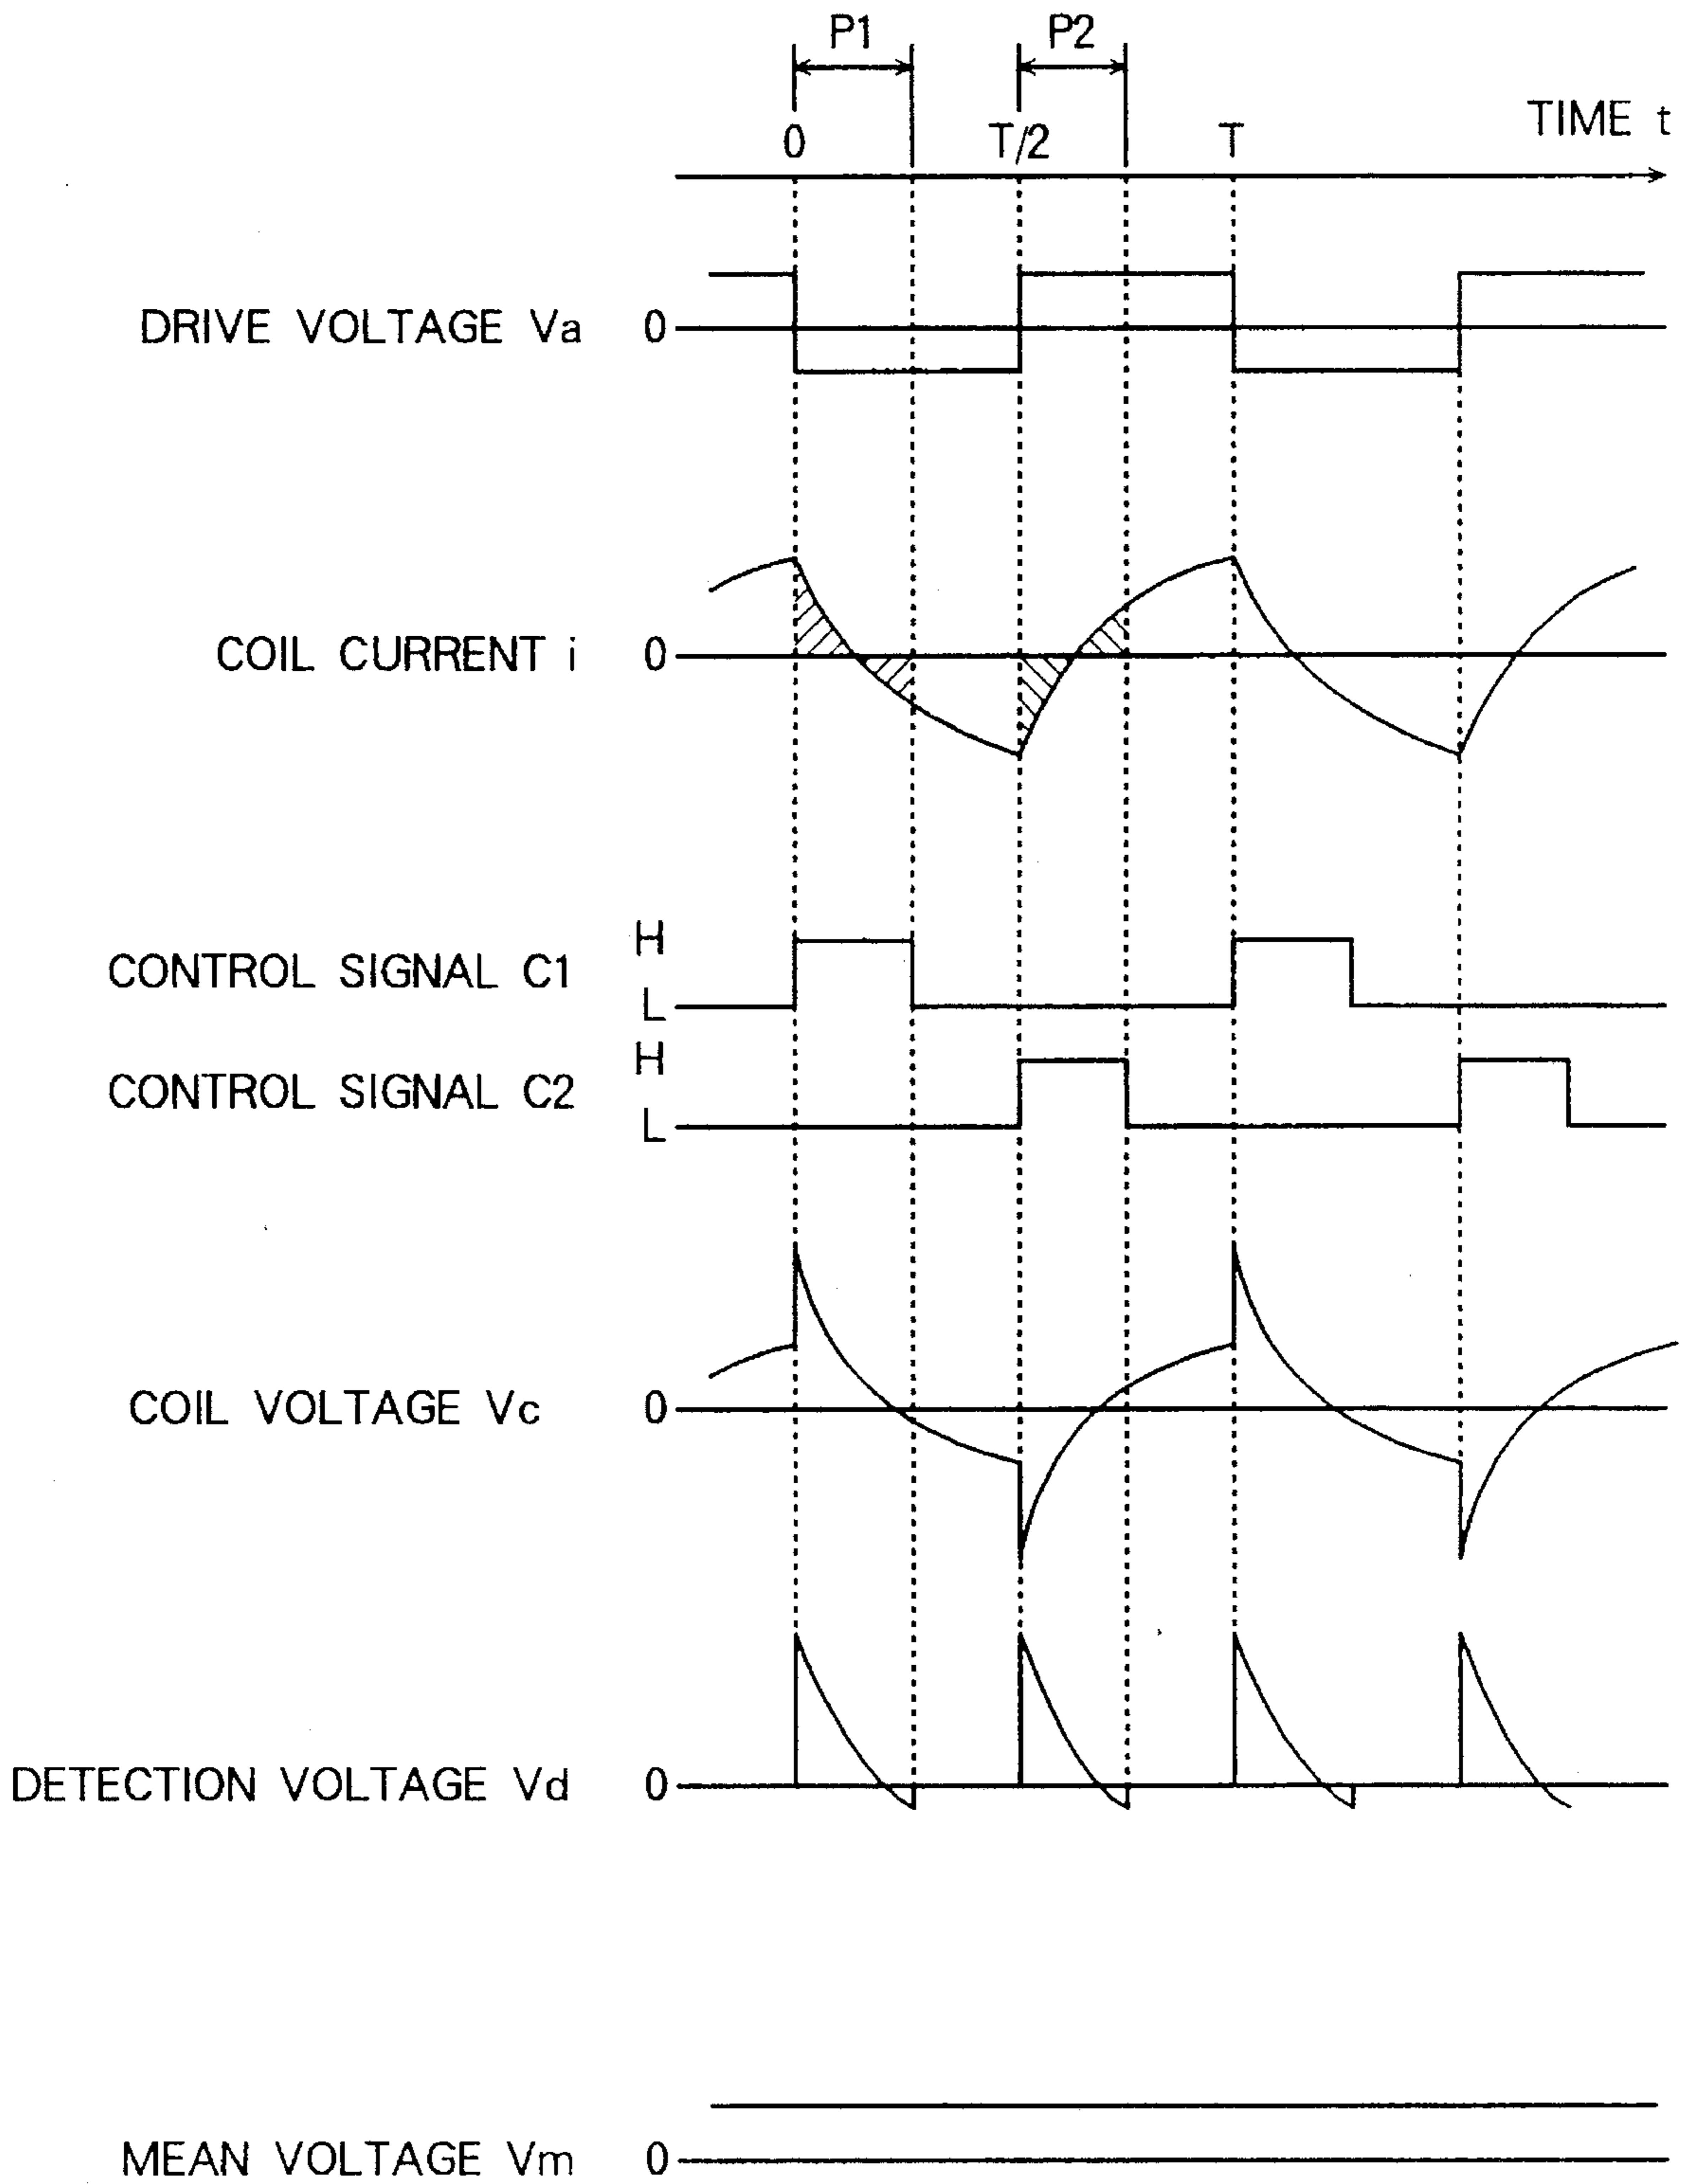 P1 P2
TIME t
0 T/2 T
DRIVE VOLTAGE Va 0
COIL CURRENT i 0
CONTROL SIGNAL C1 H
L
CONTROL SIGNAL C2 H
L
COIL VOLTAGE Vc 0
DETECTION VOLTAGE Vd 0
MEAN VOLTAGE Vm 0